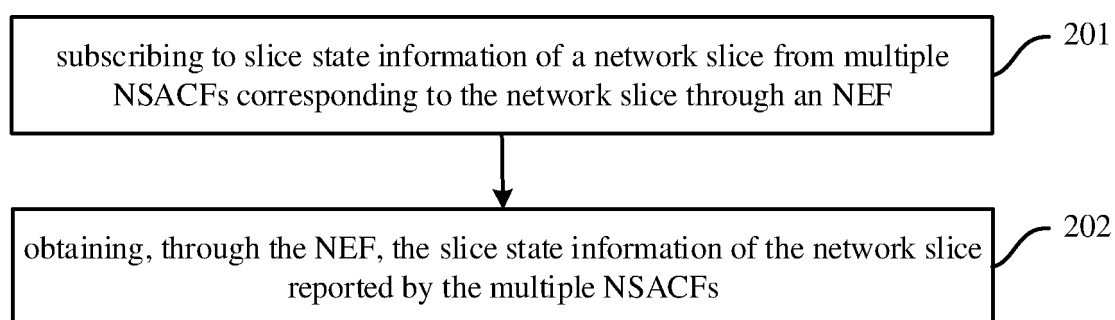 subscribing to slice state information of a network slice from multiple
NSACFs corresponding to the network slice through an NEF
201
obtaining, through the NEF, the slice state information of the network slice
reported by the multiple NSACFs
202